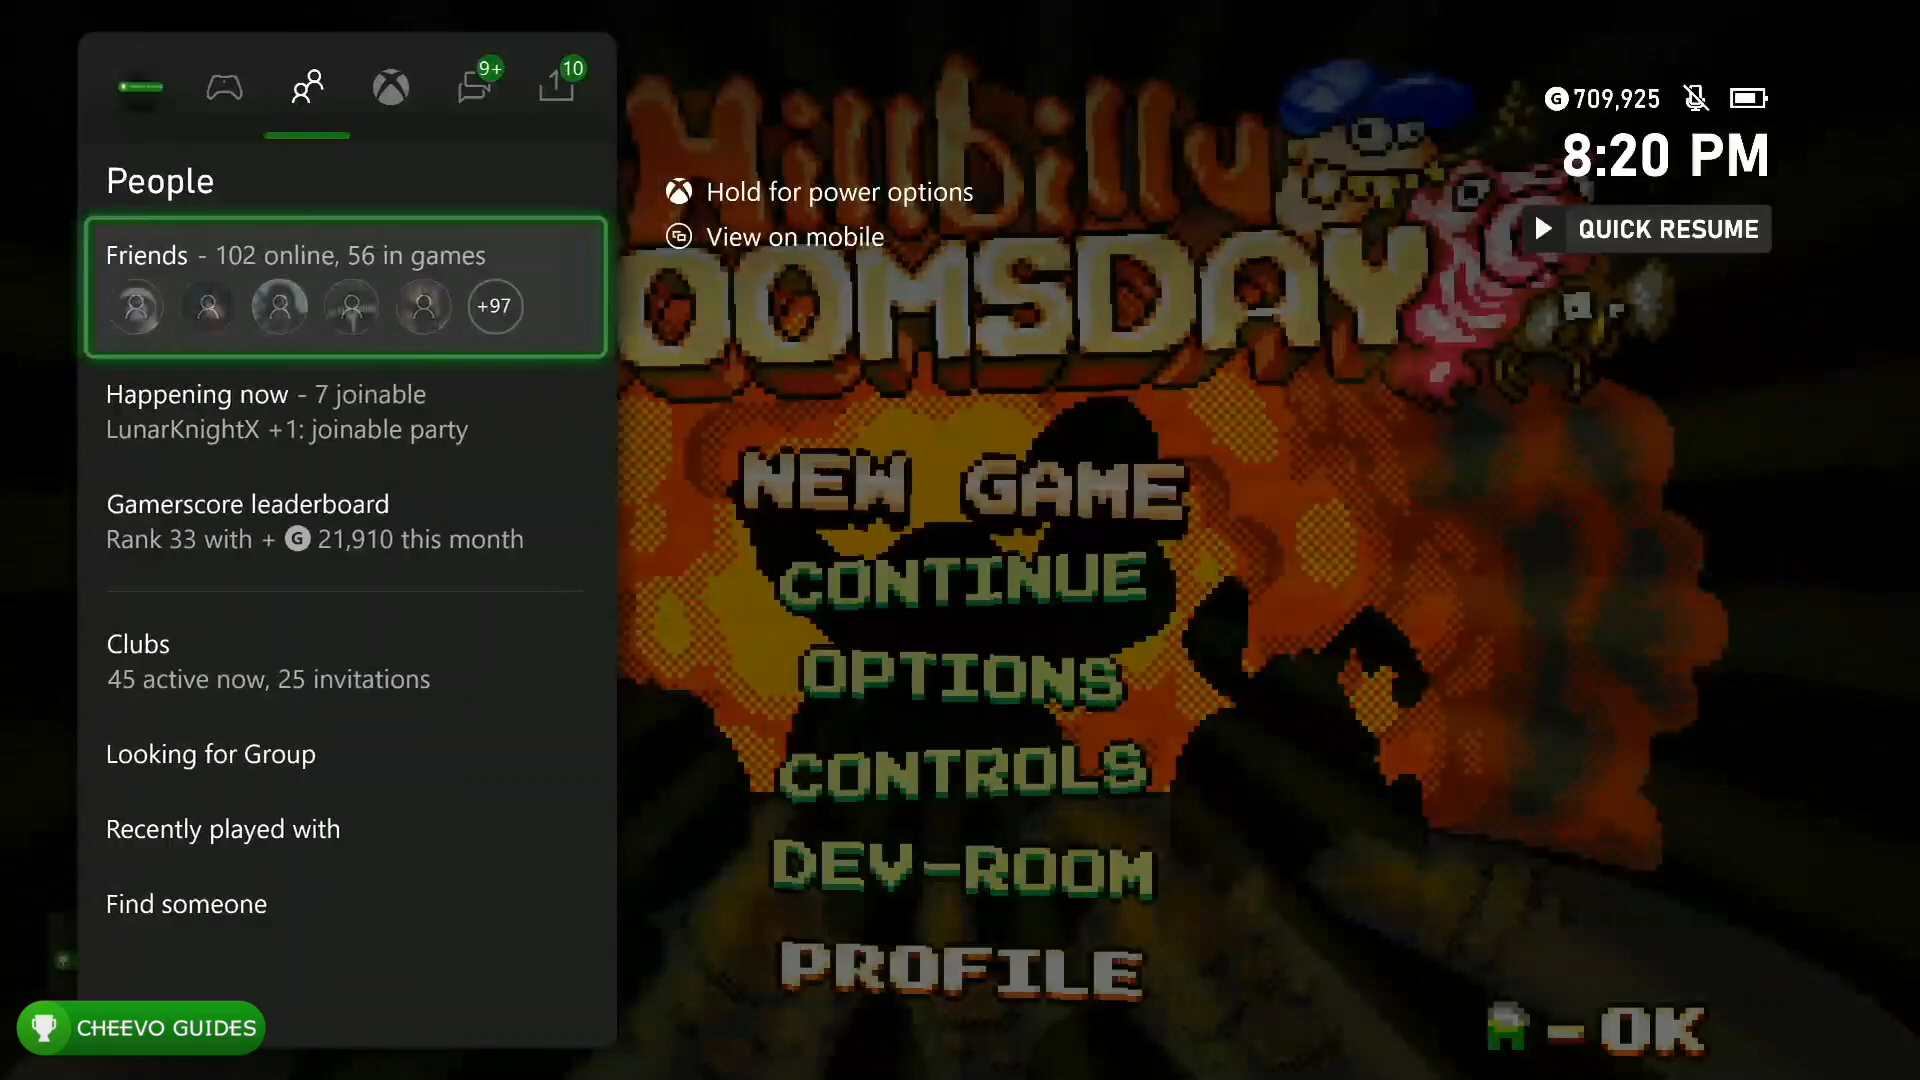 9+
10
People
Friends - 102 online, 56 in games
+97
Happening now - 7 joinable
LunarKnightX +1: joinable party
Gamerscore leaderboard
Rank 33 with + G 21,910 this month
Clubs
45 active now, 25 invitations
Looking for Group
Recently played with
Find someone
CHEEVO GUIDES
Hold for power options
View on mobile
G 709,925
8:20 PM
QUICK RESUME
Hillbilly
DOOMSDAY
NEW GAME
CONTINUE
OPTIONS
CONTROLS
DEV-ROOM
PROFILE
A - OK